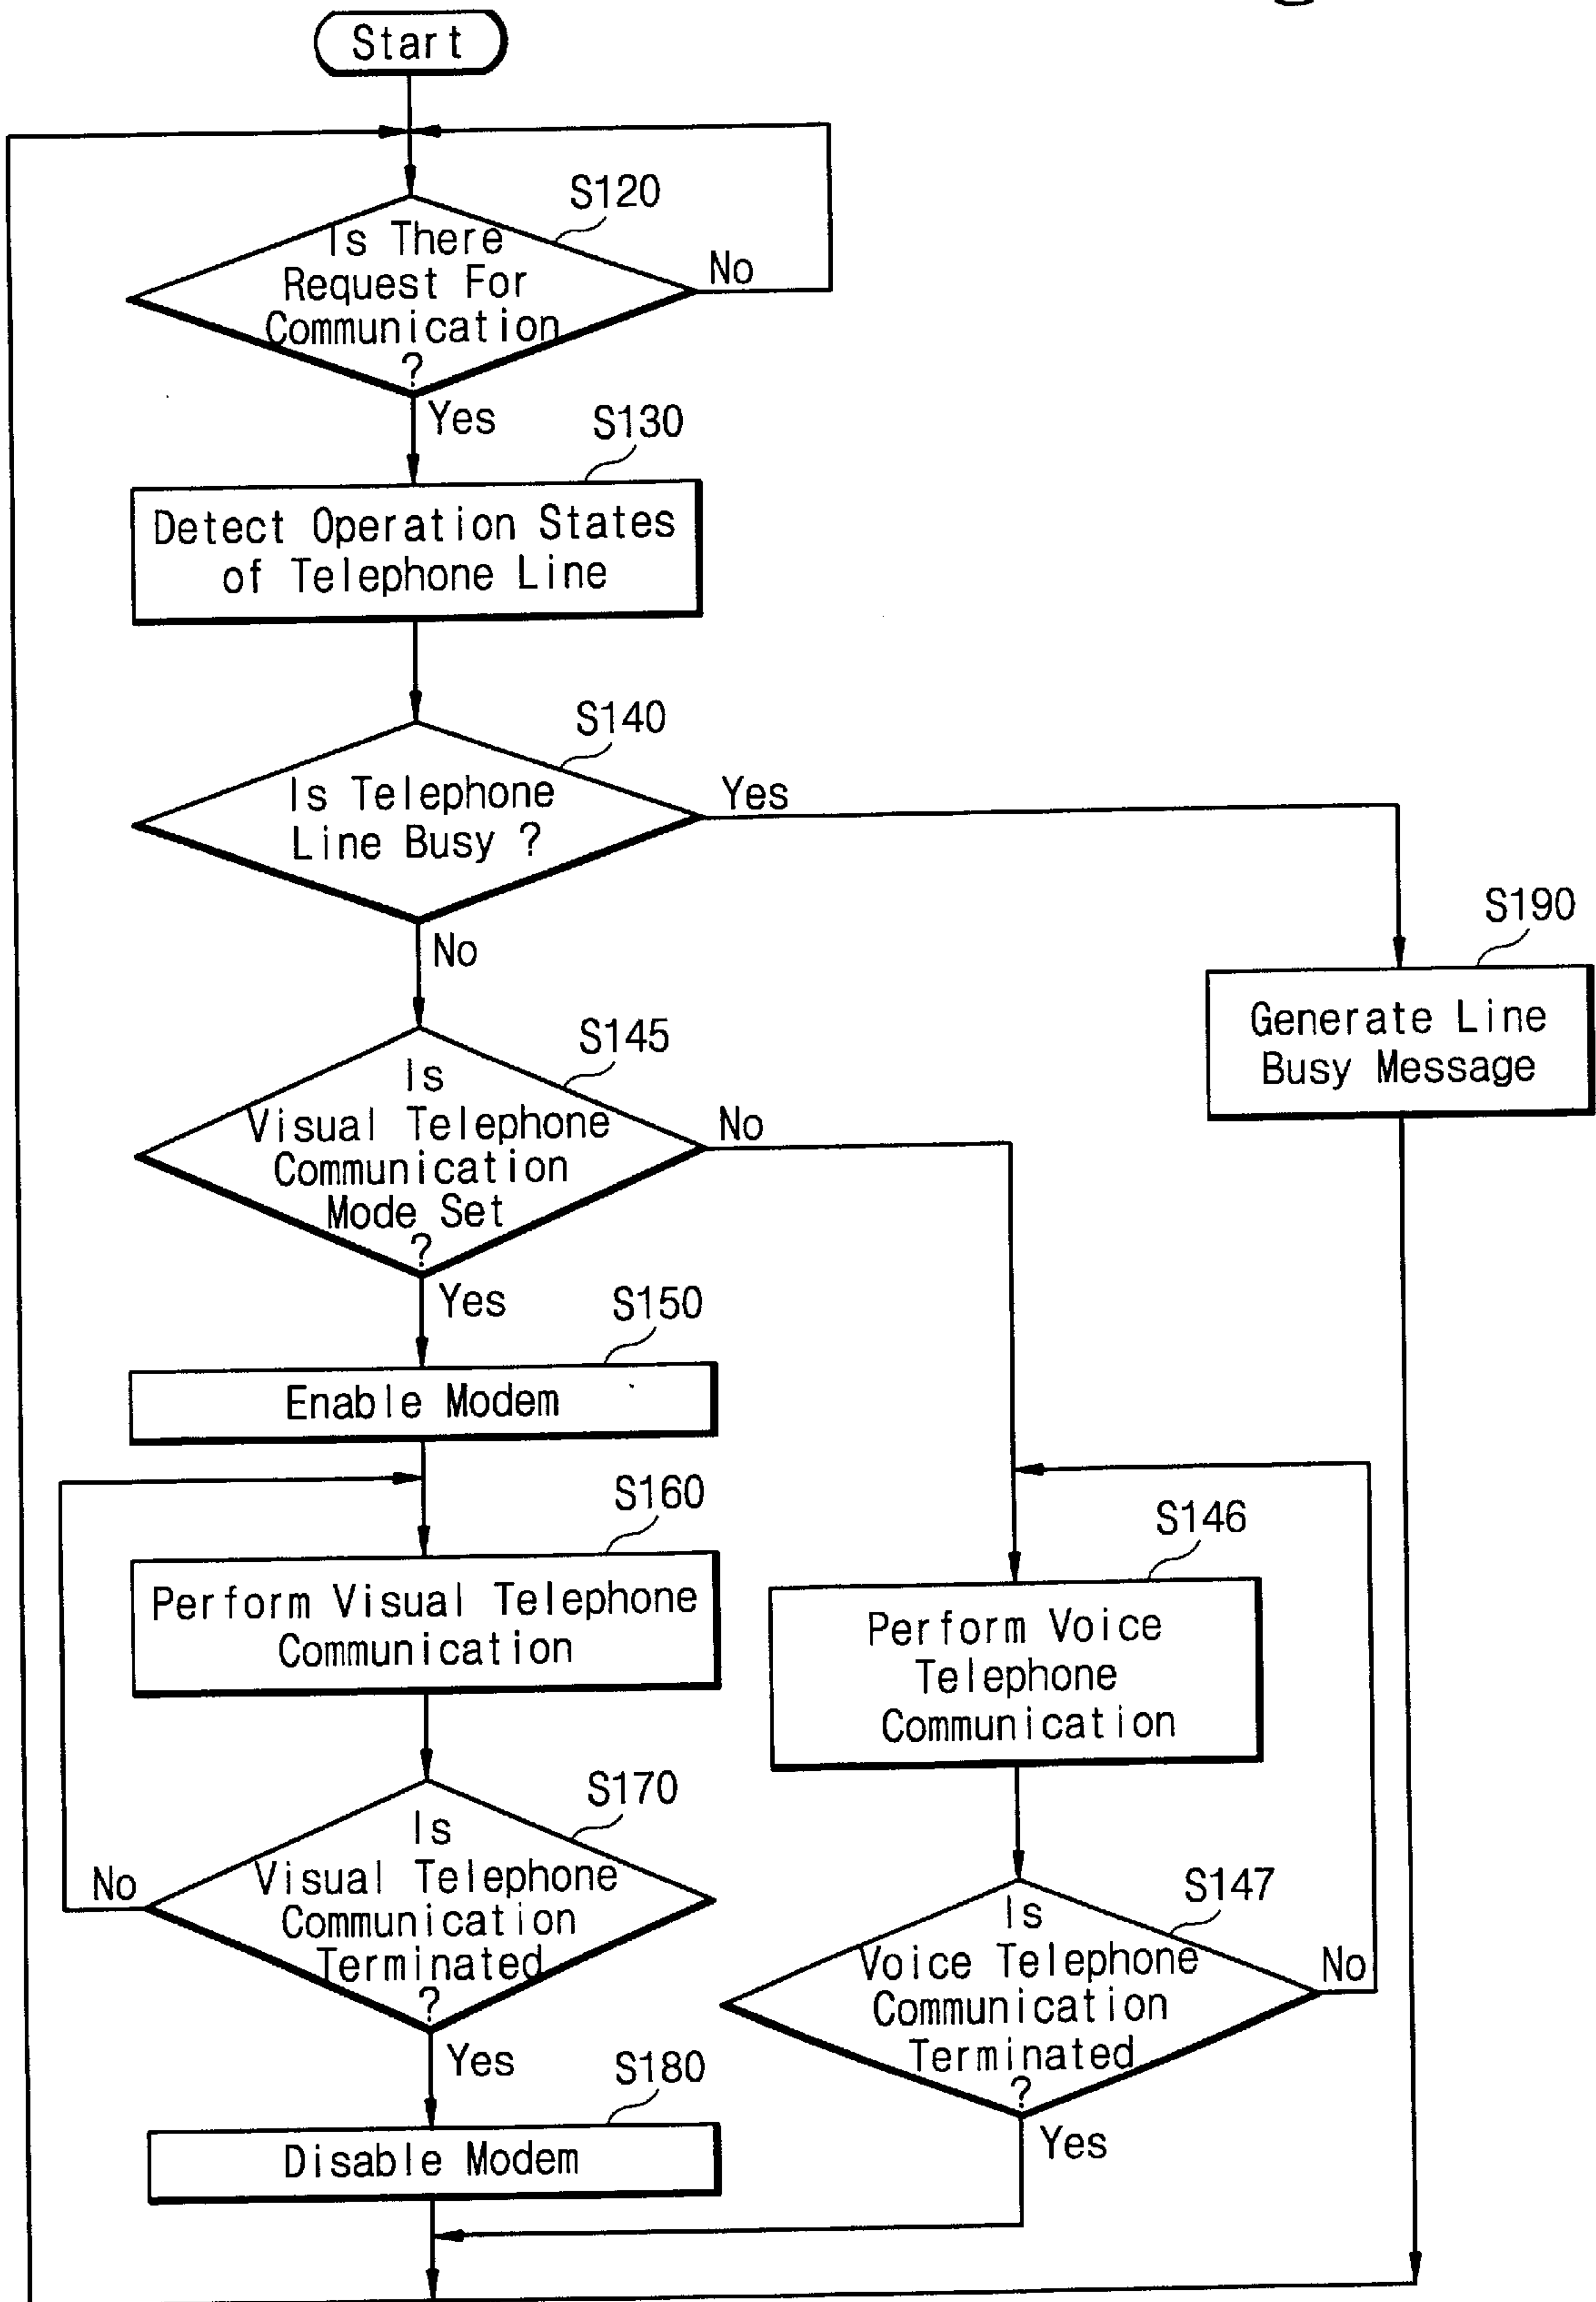 Start
S120
Is There
Request For
Communication
?
No
Yes
S130
Detect Operation States
of Telephone Line
S140
Is Telephone
Line Busy ?
Yes
No
S190
Generate Line
Busy Message
S145
Is
Visual Telephone
Communication
Mode Set
?
No
Yes
S150
Enable Modem
S160
Perform Visual Telephone
Communication
S146
Perform Voice
Telephone
Communication
S170
Is
Visual Telephone
Communication
Terminated
?
No
Yes
S147
Is
Voice Telephone
Communication
Terminated
?
No
Yes
S180
Disable Modem